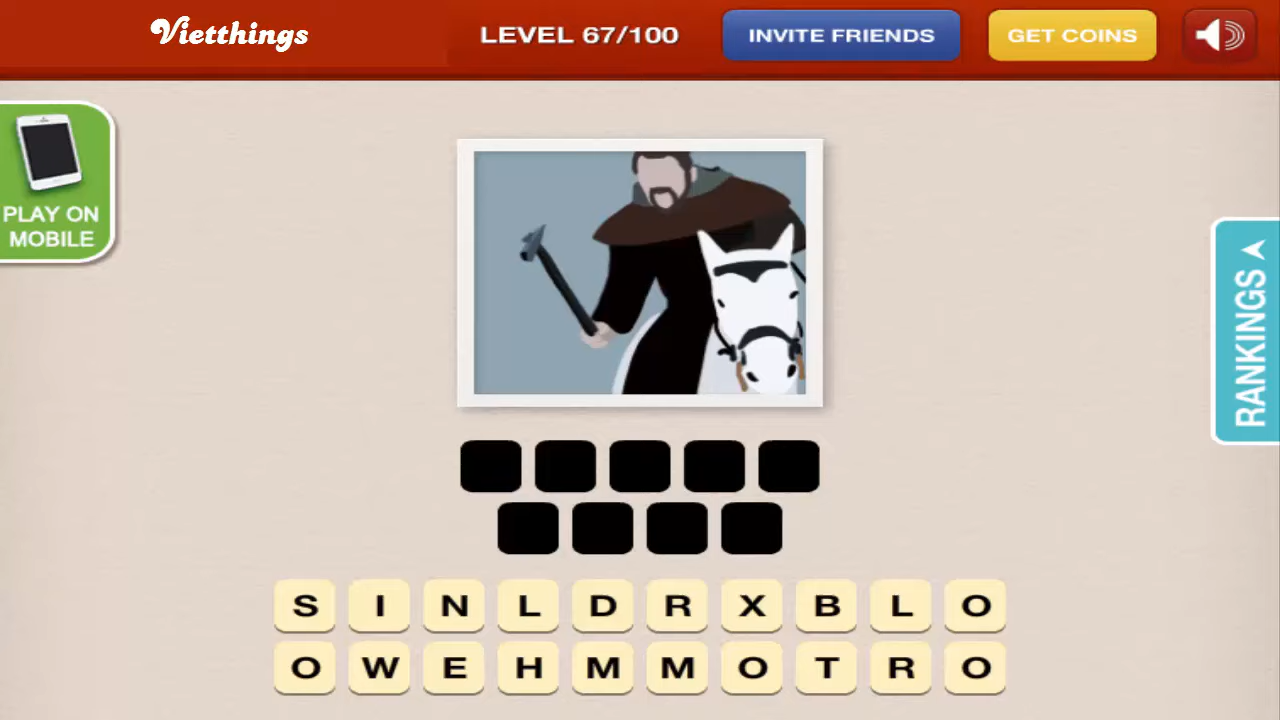 Vietthings
LEVEL 67/100
INVITE FRIENDS
GET COINS
PLAY ON
MOBILE
RANKINGS
S I N L D R X B L O
O W E H M M O T R O